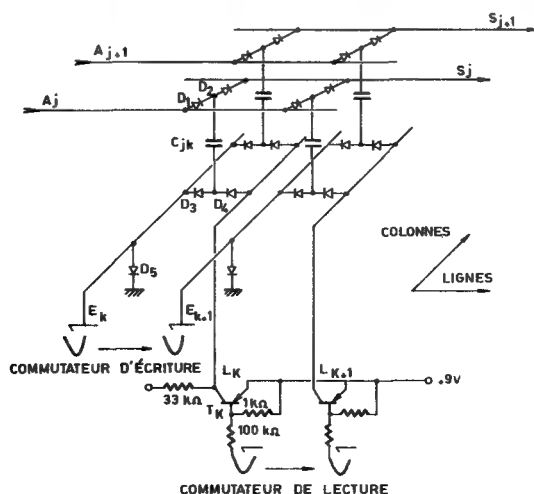 Sj+1
Aj+1
Sj
Aj
D1
D2
Cjk
D3
D4
D5
COLONNES
LIGNES
Ek
Ek+1
COMMUTATEUR D'ÉCRITURE
LK
LK+1
.9V
33 kΩ
TK
1kΩ
100 kΩ
COMMUTATEUR DE LECTURE